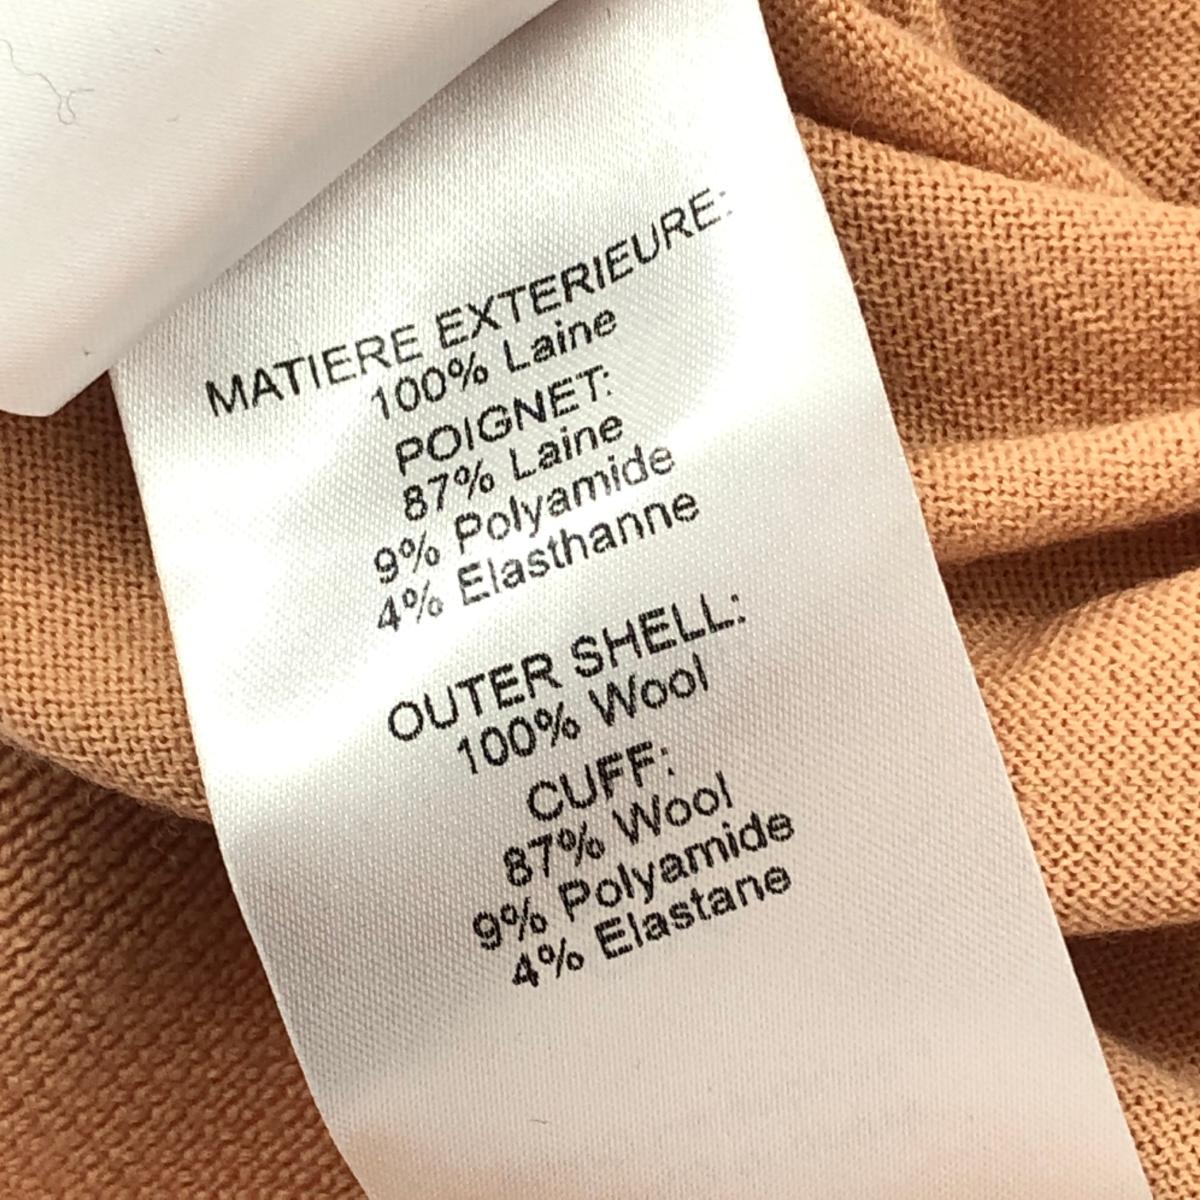 MATIERE EXTERIEURE:
100% Laine
POIGNET:
87% Laine
9% Polyamide
4% Elasthanne
OUTER SHELL:
100% Wool
CUFF:
87% Wool
9% Polyamide
4% Elastane